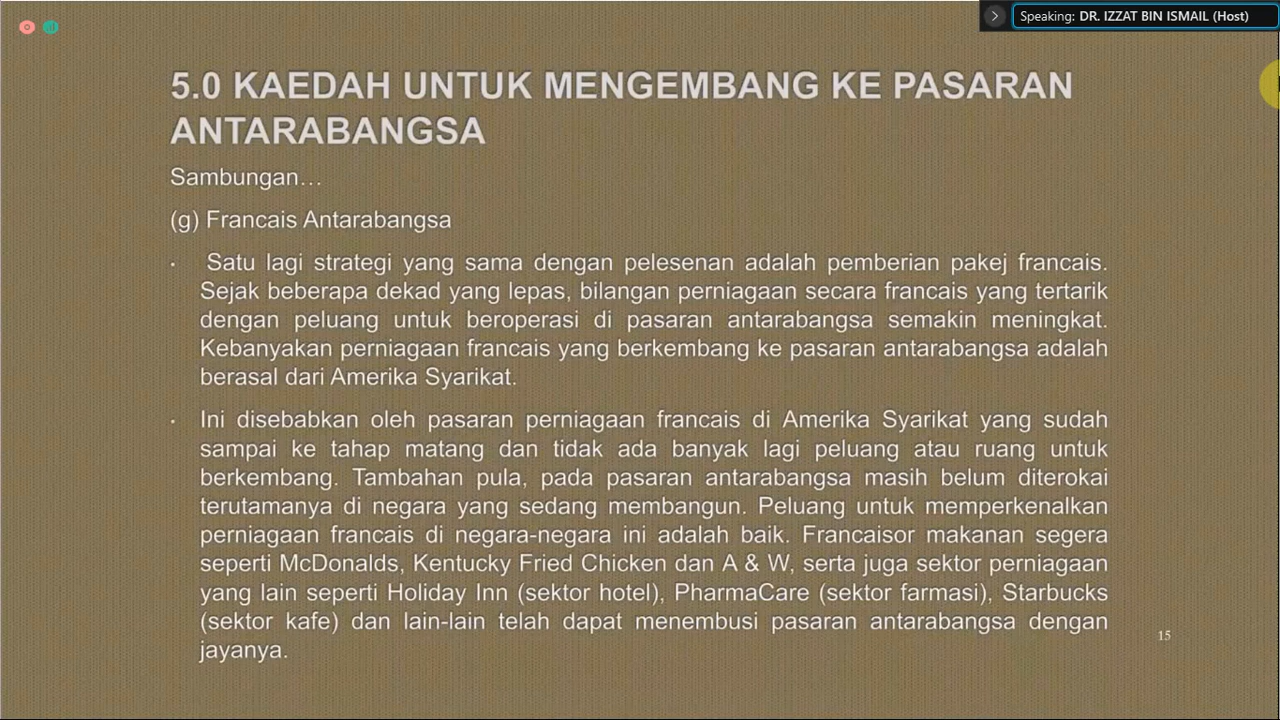 Speaking: DR. IZZAT BIN ISMAIL (Host)
5.0 KAEDAH UNTUK MENGEMBANG KE PASARAN
ANTARABANGSA
Sambungan…
(g) Francais Antarabangsa
• Satu lagi strategi yang sama dengan pelesenan adalah pemberian pakej francais.
Sejak beberapa dekad yang lepas, bilangan perniagaan secara francais yang tertarik
dengan peluang untuk beroperasi di pasaran antarabangsa semakin meningkat.
Kebanyakan perniagaan francais yang berkembang ke pasaran antarabangsa adalah
berasal dari Amerika Syarikat.
• Ini disebabkan oleh pasaran perniagaan francais di Amerika Syarikat yang sudah
sampai ke tahap matang dan tidak ada banyak lagi peluang atau ruang untuk
berkembang. Tambahan pula, pada pasaran antarabangsa masih belum diterokai
terutamanya di negara yang sedang membangun. Peluang untuk memperkenalkan
perniagaan francais di negara-negara ini adalah baik. Francaisor makanan segera
seperti McDonalds, Kentucky Fried Chicken dan A & W, serta juga sektor perniagaan
yang lain seperti Holiday Inn (sektor hotel), PharmaCare (sektor farmasi), Starbucks
(sektor kafe) dan lain-lain telah dapat menembusi pasaran antarabangsa dengan
jayanya.
15